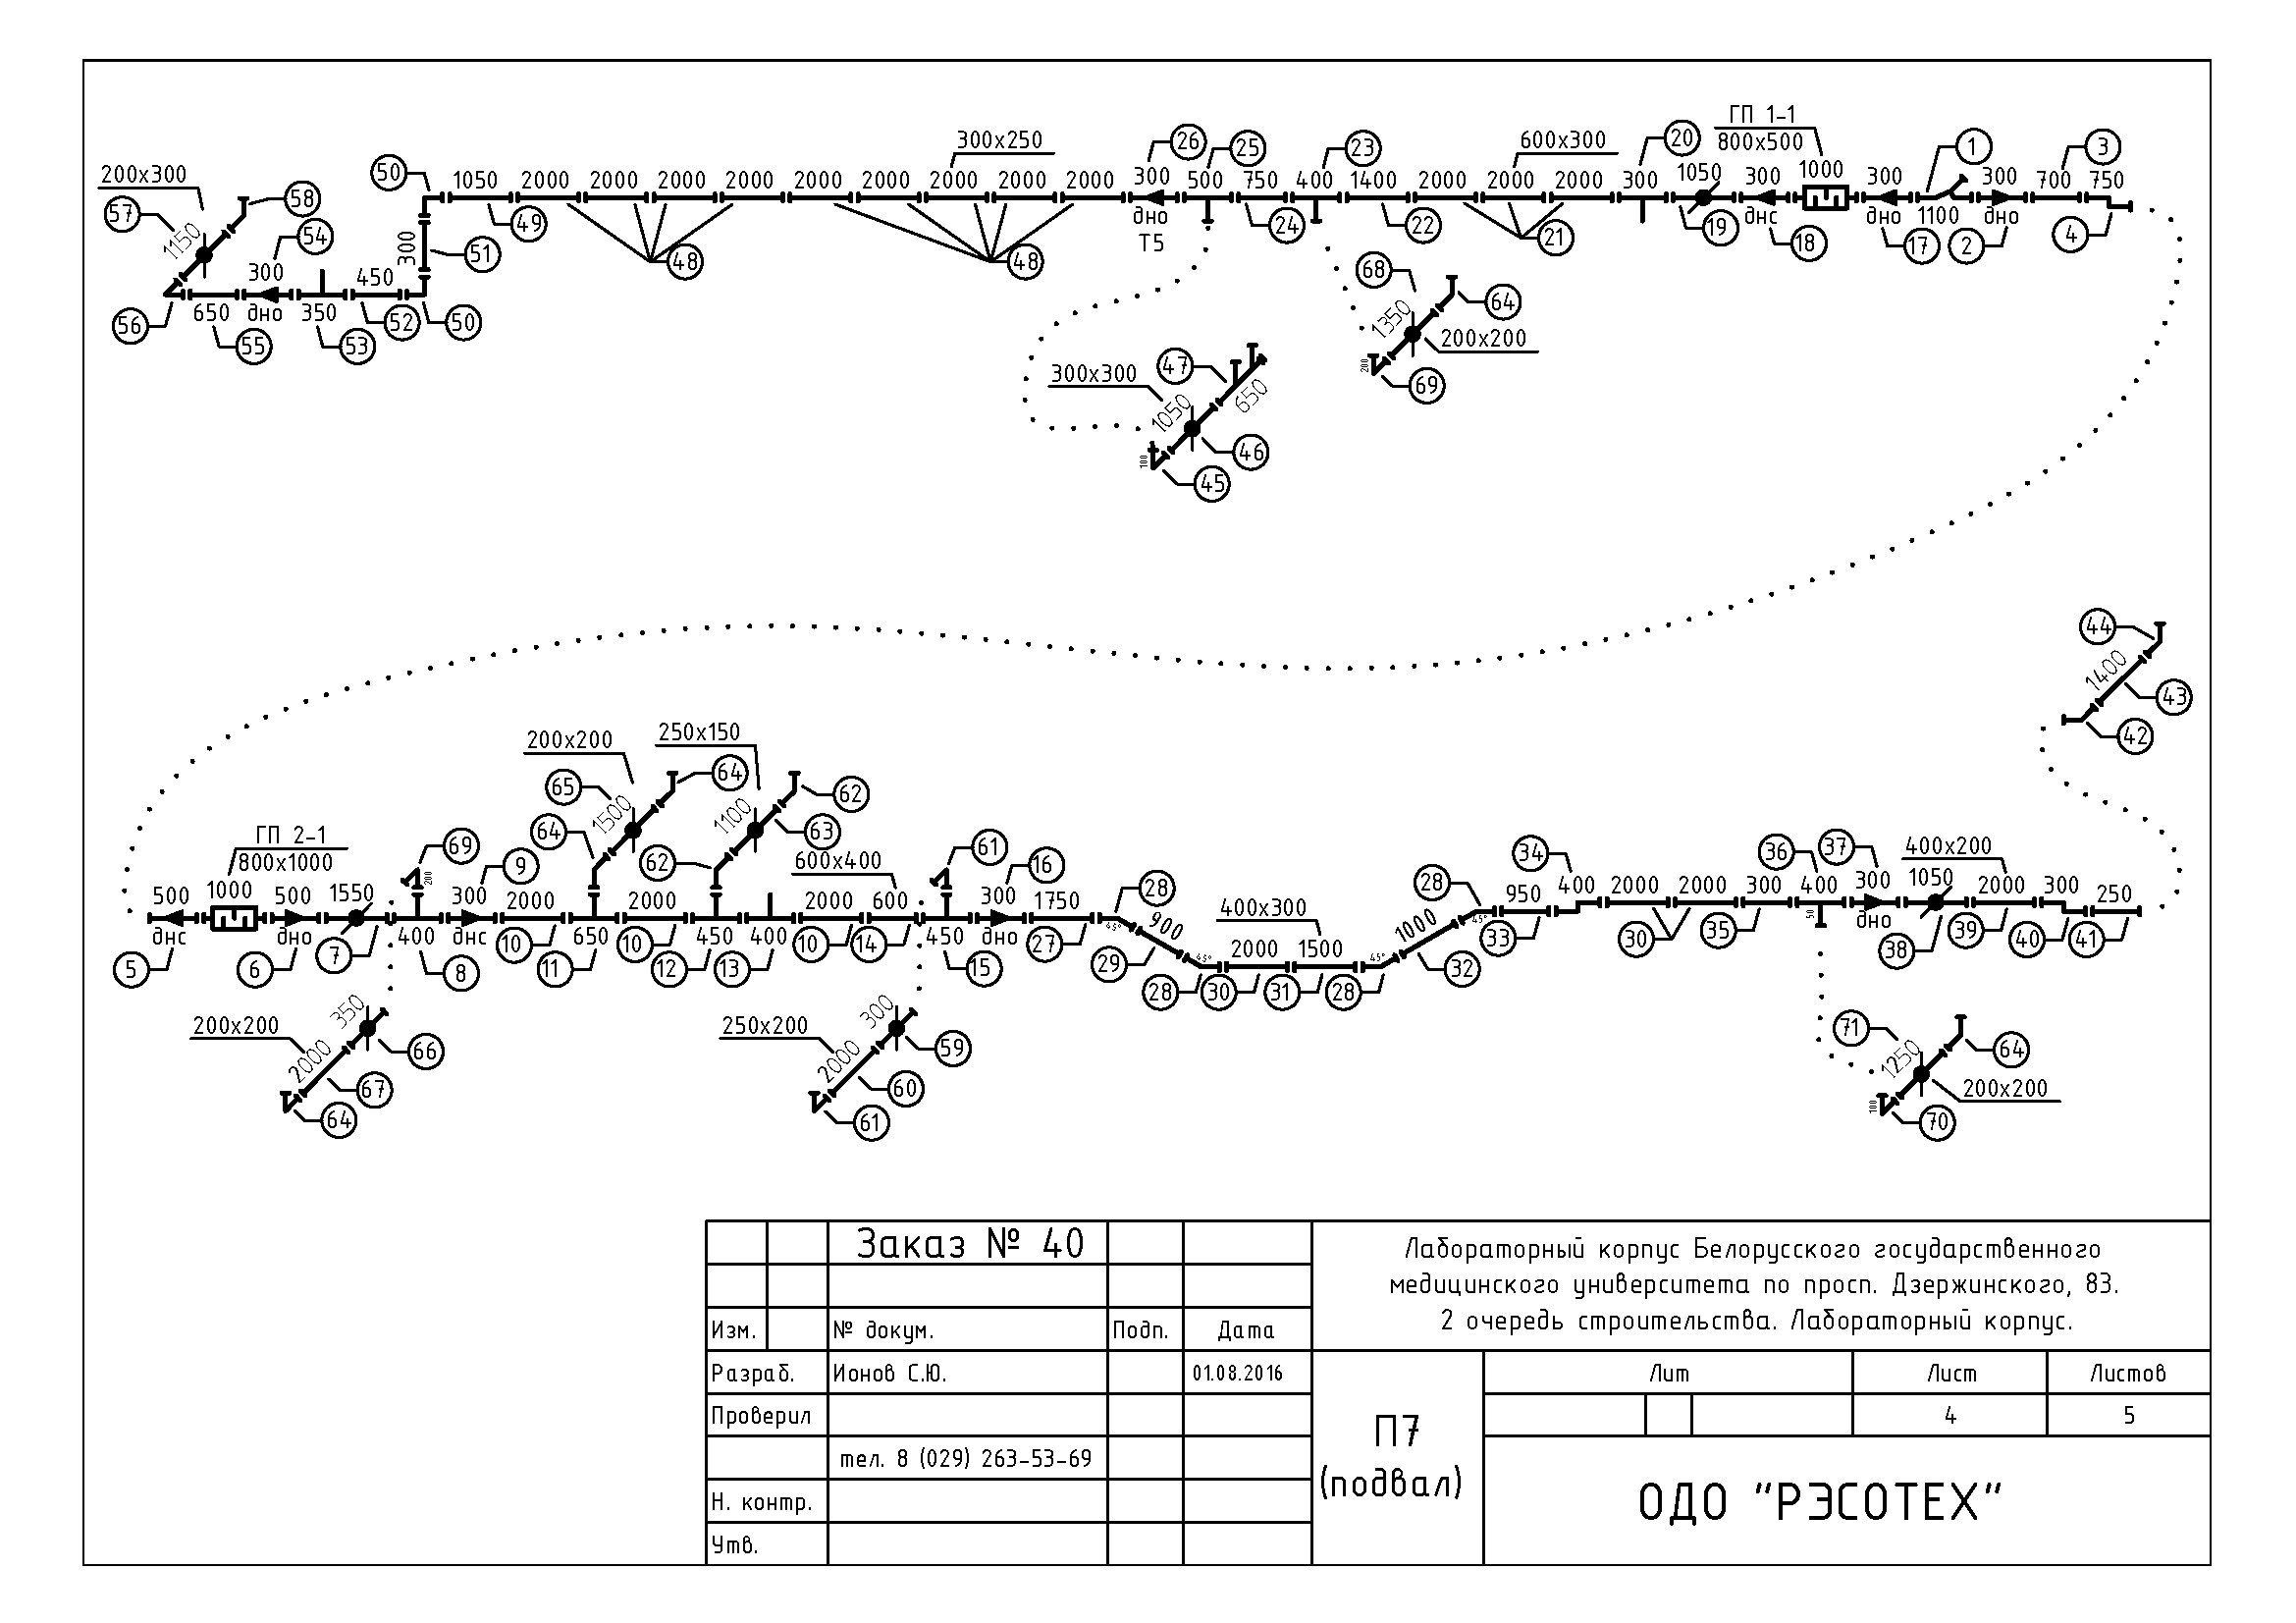 ГП 1-1
300x250 600x300 800x500
26 25 23 20 1 3
200x300 58 50 1050 2000 2000 2000 2000 2000 2000 2000 2000 2000 300 500 750 400 1400 2000 2000 2000 300 1050 300 1000 300 300 700 750
57 1150 54 300 51 49 48 48 дно Т5 24 22 21 19 днс 18 дно 17 1100 дно 2 4
300 450
56 650 дно 350 52 50
55 53
68 1350 64 200x200 200 69
300x300 47 1050 650 46 100 45
44
1400 43
42
200x200 250x150
65 1500 64 1100 62
64 62 63
ГП 2-1
800x1000 69 9 600x400 61 16 28 28 34 36 37 400x200
500 1000 500 1550 200 300 2000 2000 2000 600 300 1750 900 400x300 1000 950 400 2000 2000 300 400 300 1050 2000 300 250
днс дно 400 днс 650 450 400 450 дно 45° 45° 2000 1500 45° 45° 50 дно
5 6 7 8 10 11 10 12 13 10 14 15 27 29 28 30 31 28 32 33 30 35 38 39 40 41
200x200 350 2000 66 67 64
250x200 300 2000 59 60 61
71 1250 64 200x200 100 70
Заказ № 40
Лабораторный корпус Белорусского государственного
медицинского университета по просп. Дзержинского, 83.
2 очередь строительства. Лабораторный корпус.
Изм. № докум. Подп. Дата
Разраб. Ионов С.Ю. 01.08.2016
Лит Лист Листов
Проверил
4 5
П7
(подвал)
тел. 8 (029) 263-53-69
Н. контр.
ОДО "РЭСОТЕХ"
Утв.